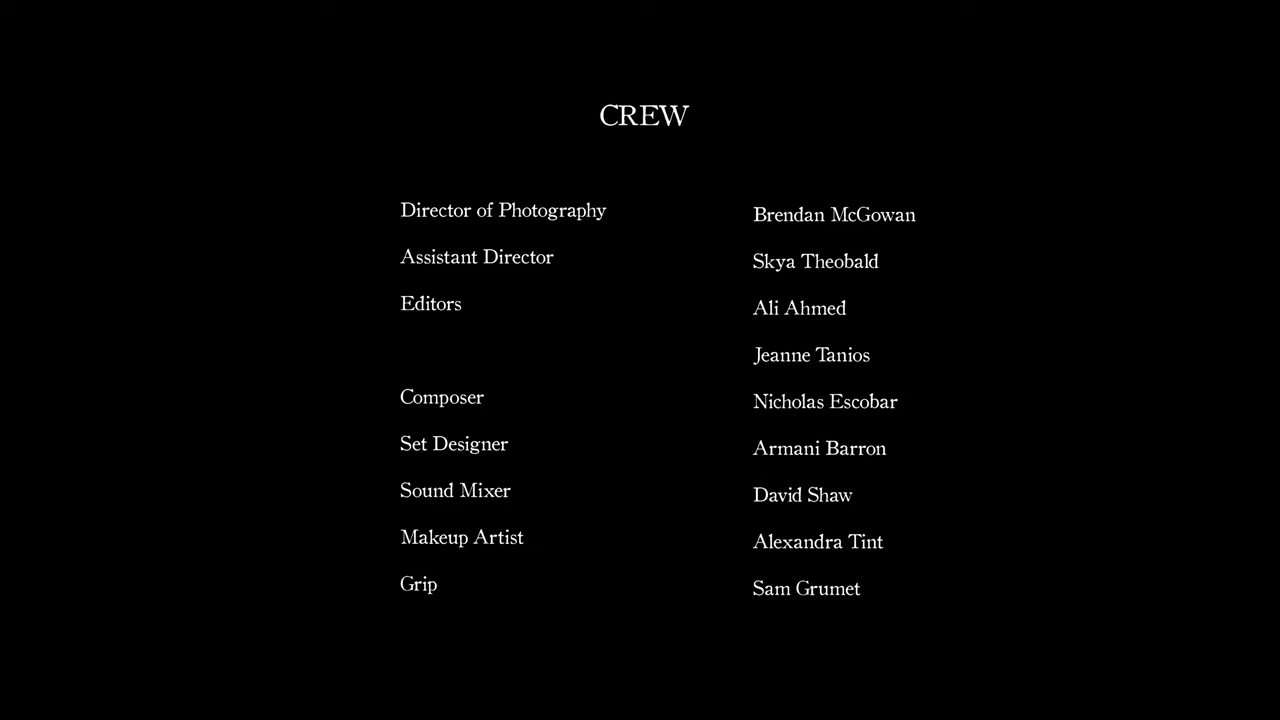 CREW
Director of Photography Brendan McGowan
Assistant Director Skya Theobald
Editors Ali Ahmed
Jeanne Tanios
Composer Nicholas Escobar
Set Designer Armani Barron
Sound Mixer David Shaw
Makeup Artist Alexandra Tint
Grip Sam Grumet